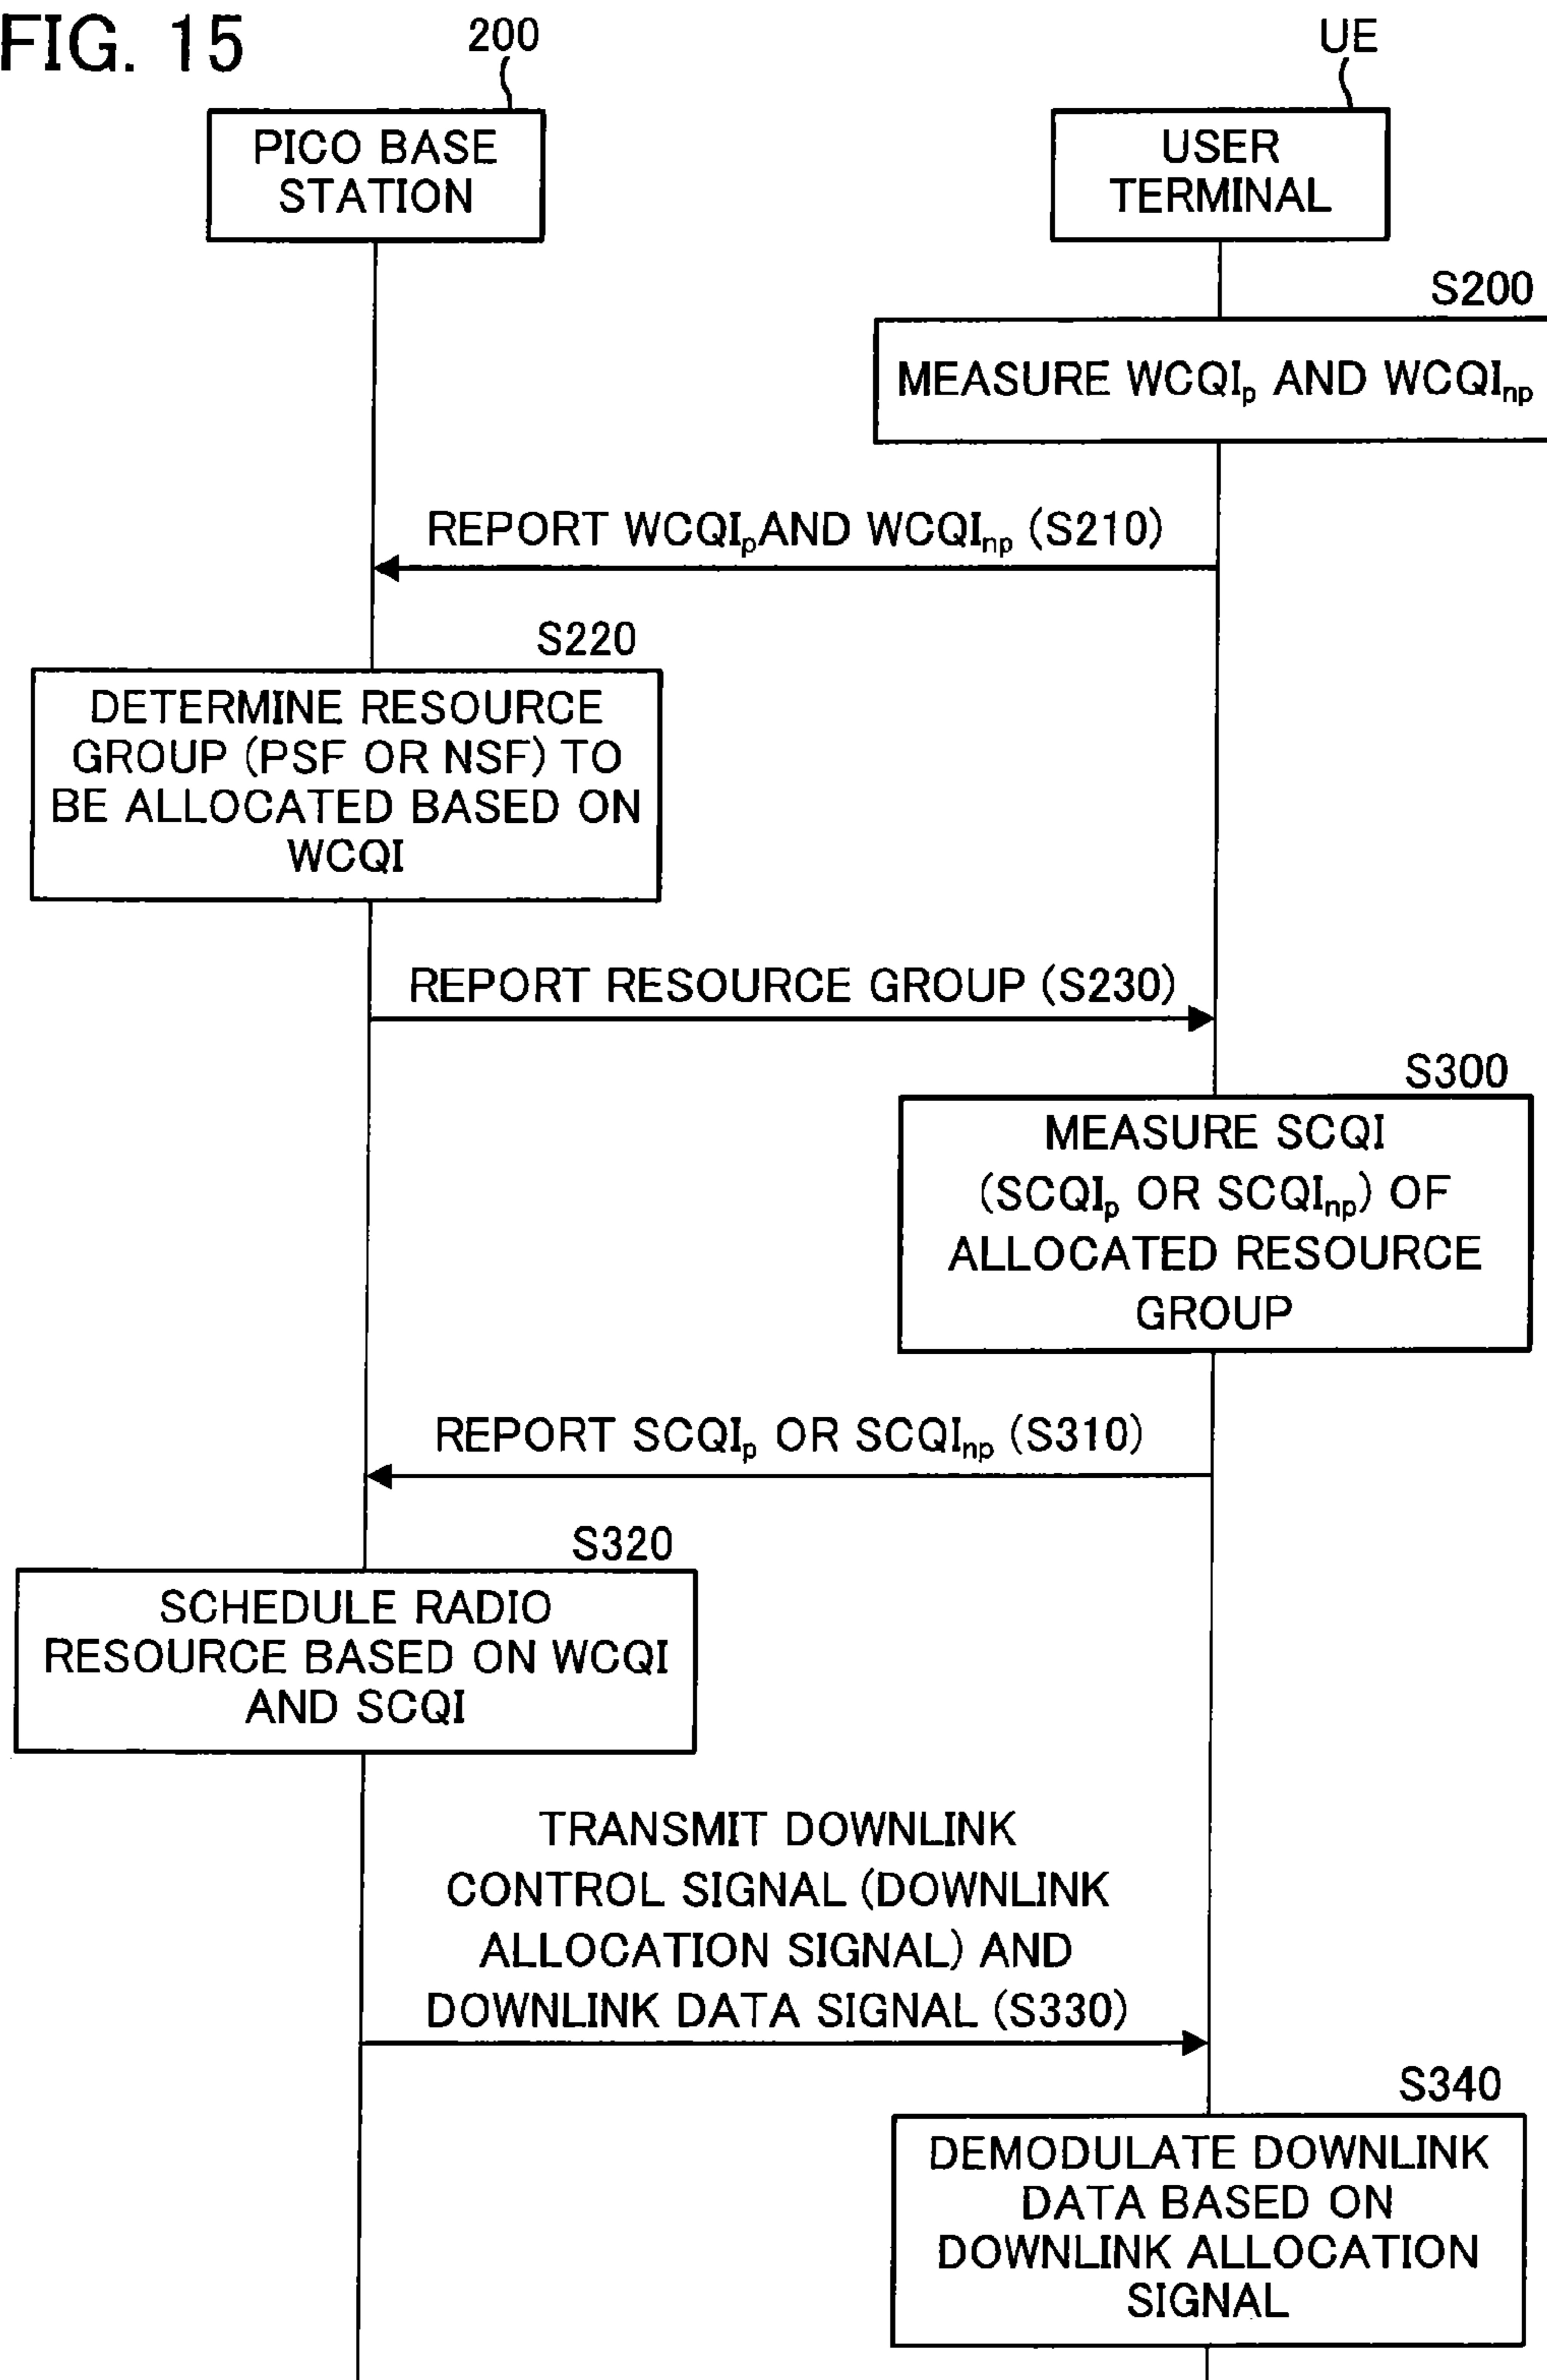 FIG. 15
200
UE
PICO BASE
STATION
USER
TERMINAL
S200
MEASURE WCQIp AND WCQInp
REPORT WCQIpAND WCQInp (S210)
S220
DETERMINE RESOURCE
GROUP (PSF OR NSF) TO
BE ALLOCATED BASED ON
WCQI
REPORT RESOURCE GROUP (S230)
S300
MEASURE SCQI
(SCQIp OR SCQInp) OF
ALLOCATED RESOURCE
GROUP
REPORT SCQIp OR SCQInp (S310)
S320
SCHEDULE RADIO
RESOURCE BASED ON WCQI
AND SCQI
TRANSMIT DOWNLINK
CONTROL SIGNAL (DOWNLINK
ALLOCATION SIGNAL) AND
DOWNLINK DATA SIGNAL (S330)
S340
DEMODULATE DOWNLINK
DATA BASED ON
DOWNLINK ALLOCATION
SIGNAL